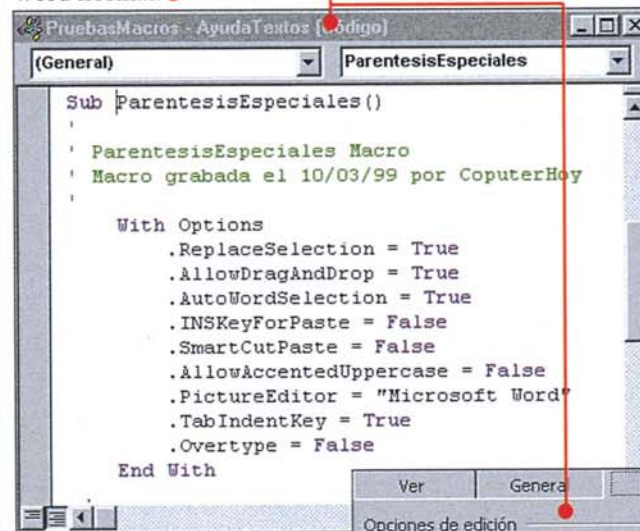 PruebasMacros - AyudaTextos [Código]
(General) ParentesisEspeciales
Sub ParentesisEspeciales()
'
' ParentesisEspeciales Macro
' Macro grabada el 10/03/99 por CoputerHoy
'
With Options
.ReplaceSelection = True
.AllowDragAndDrop = True
.AutoWordSelection = True
.INSKeyForPaste = False
.SmartCutPaste = False
.AllowAccentedUppercase = False
.PictureEditor = "Microsoft Word"
.TabIndentKey = True
.Overtype = False
End With
Ver General
Opciones de edición